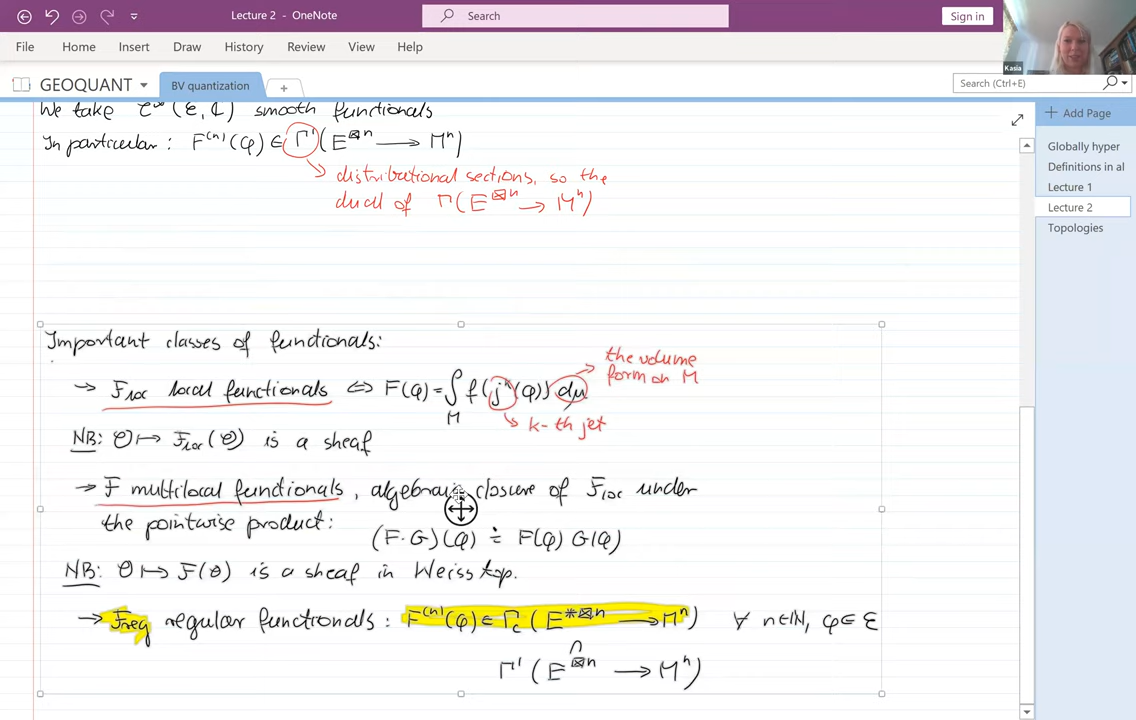 Lecture 2 - OneNote
Search
Sign in
File Home Insert Draw History Review View Help
Kasia
GEOQUANT
BV quantization
Search (Ctrl+E)
Add Page
Globally hyper
Definitions in al
Lecture 1
Lecture 2
Topologies
We take C^∞(ℰ, ℂ) smooth functionals
In particular : F^(n)(φ) ∈ Γ'(E^⊠n → M^n)
distributional sections, so the
dual of Γ(E^⊠n → M^n)
Important classes of functionals:
→ F_loc local functionals ⇔ F(φ) = ∫_M f(j^k(φ)) dμ
the volume
form on M
k-th jet
NB: O ↦ F_loc(O) is a sheaf
→ F multilocal functionals, algebraic closure of F_loc under
the pointwise product: (F·G)(φ) ≐ F(φ) G(φ)
NB: O ↦ F(O) is a sheaf in Weiss top.
→ F_reg regular functionals : F^(n)(φ) ∈ Γ_c(E^*⊠n → M^n) ∀ n∈ℕ, φ∈ℰ
∩
Γ'(E^⊠n → M^n)